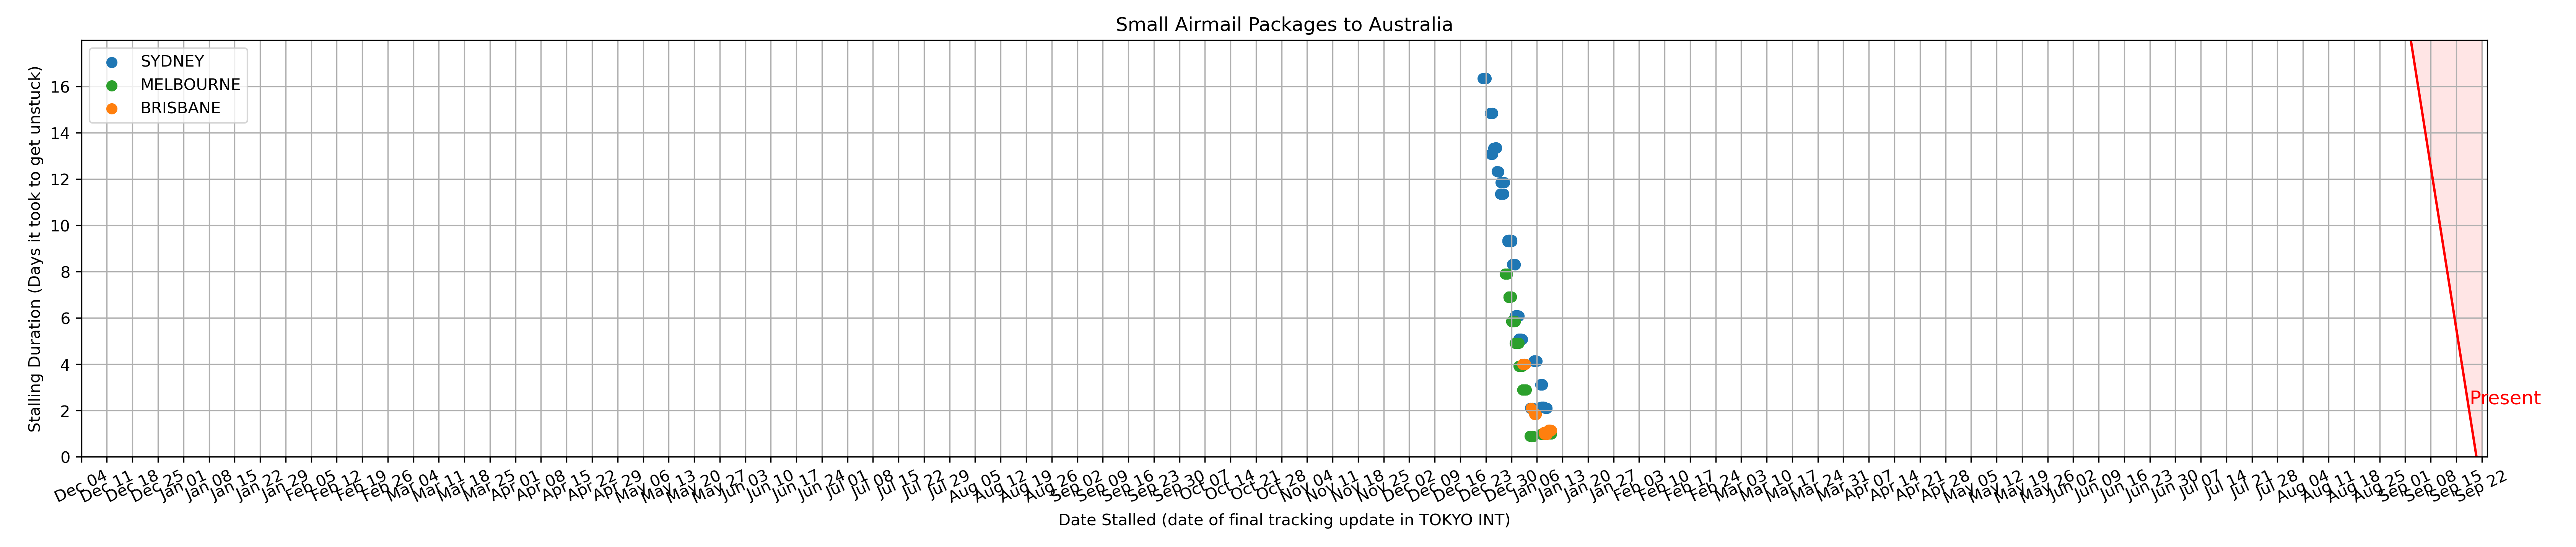 Small Airmail Packages to Australia
SYDNEY
MELBOURNE
BRISBANE
Stalling Duration (Days it took to get unstuck)
16
14
12
10
8
6
4
2
0
Present
Dec 04 Dec 11 Dec 18 Dec 25 Jan 01 Jan 08 Jan 15 Jan 22 Jan 29 Feb 05 Feb 12 Feb 19 Feb 26 Mar 04 Mar 11 Mar 18 Mar 25 Apr 01 Apr 08 Apr 15 Apr 22 Apr 29 May 06 May 13 May 20 May 27 Jun 03 Jun 10 Jun 17 Jun 24 Jul 01 Jul 08 Jul 15 Jul 22 Jul 29 Aug 05 Aug 12 Aug 19 Aug 26 Sep 02 Sep 09 Sep 16 Sep 23 Sep 30 Oct 07 Oct 14 Oct 21 Oct 28 Nov 04 Nov 11 Nov 18 Nov 25 Dec 02 Dec 09 Dec 16 Dec 23 Dec 30 Jan 06 Jan 13 Jan 20 Jan 27 Feb 03 Feb 10 Feb 17 Feb 24 Mar 03 Mar 10 Mar 17 Mar 24 Mar 31 Apr 07 Apr 14 Apr 21 Apr 28 May 05 May 12 May 19 May 26 Jun 02 Jun 09 Jun 16 Jun 23 Jun 30 Jul 07 Jul 14 Jul 21 Jul 28 Aug 04 Aug 11 Aug 18 Aug 25 Sep 01 Sep 08 Sep 15 Sep 22
Date Stalled (date of final tracking update in TOKYO INT)